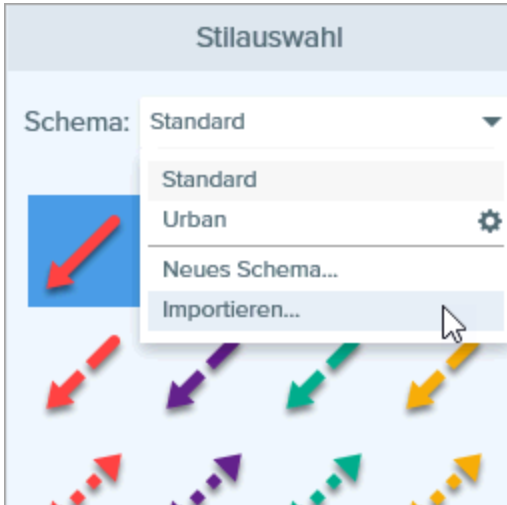 Stilauswahl
Schema: Standard
Standard
Urban
Neues Schema...
Importieren...